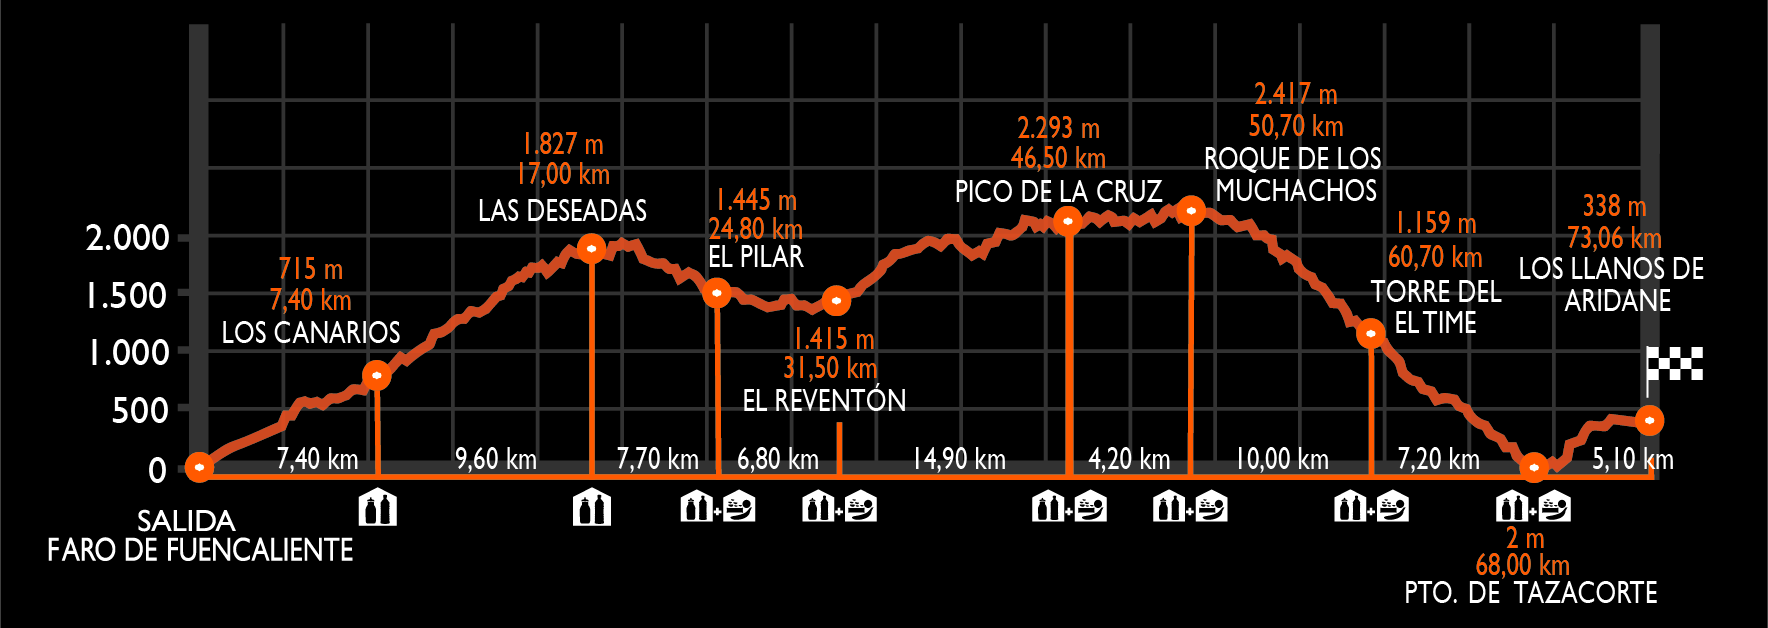 2.417 m
50,70 km
ROQUE DE LOS
MUCHACHOS
2.293 m
46,50 km
PICO DE LA CRUZ
1.827 m
17,00 km
LAS DESEADAS
1.445 m
24,80 km
EL PILAR
1.159 m
60,70 km
TORRE DEL
EL TIME
338 m
73,06 km
LOS LLANOS DE
ARIDANE
715 m
7,40 km
LOS CANARIOS
1.415 m
31,50 km
EL REVENTÓN
2.000
1.500
1.000
500
0
7,40 km
9,60 km
7,70 km
6,80 km
14,90 km
4,20 km
10,00 km
7,20 km
5,10 km
SALIDA
FARO DE FUENCALIENTE
+
+
+
+
+
+
2 m
68,00 km
PTO. DE TAZACORTE